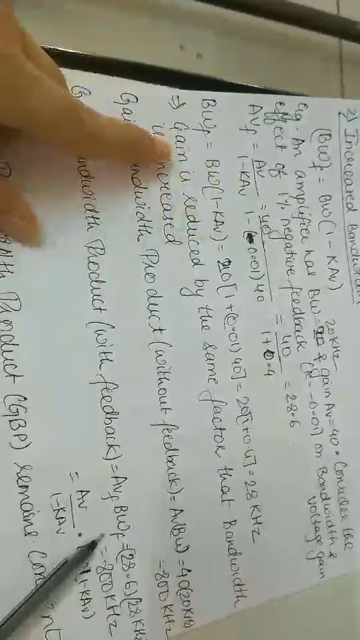 2) Increased Bandwidth
(BW)f = BW(1 - KAv)
Eg. An amplifier has BW = 20 KHz & gain Av = 40. Consider the
effect of 1% negative feedback (K = -0.01) on Bandwidth &
voltage gain
AVf = Av / 1-KAV = 40 / 1-(-0.01)40 = 40 / 1+0.4 = 28.6
BWf = BW(1-KAV) = 20[1+(0.01)40] = 20[1+0.4] = 28 KHz
⇒ Gain is reduced by the same factor that Bandwidth
is increased
Gai ndwidth Product (without feedback) = Av(BW) = 40(20KHz)
= 800 KHz
G ndwidth Product (with feedback) = Avf BWf = (28.6)(28 KHz)
= 800 KHz
= Av / 1-KAV . (1-KAV)
width Product (GBP) remains Constant